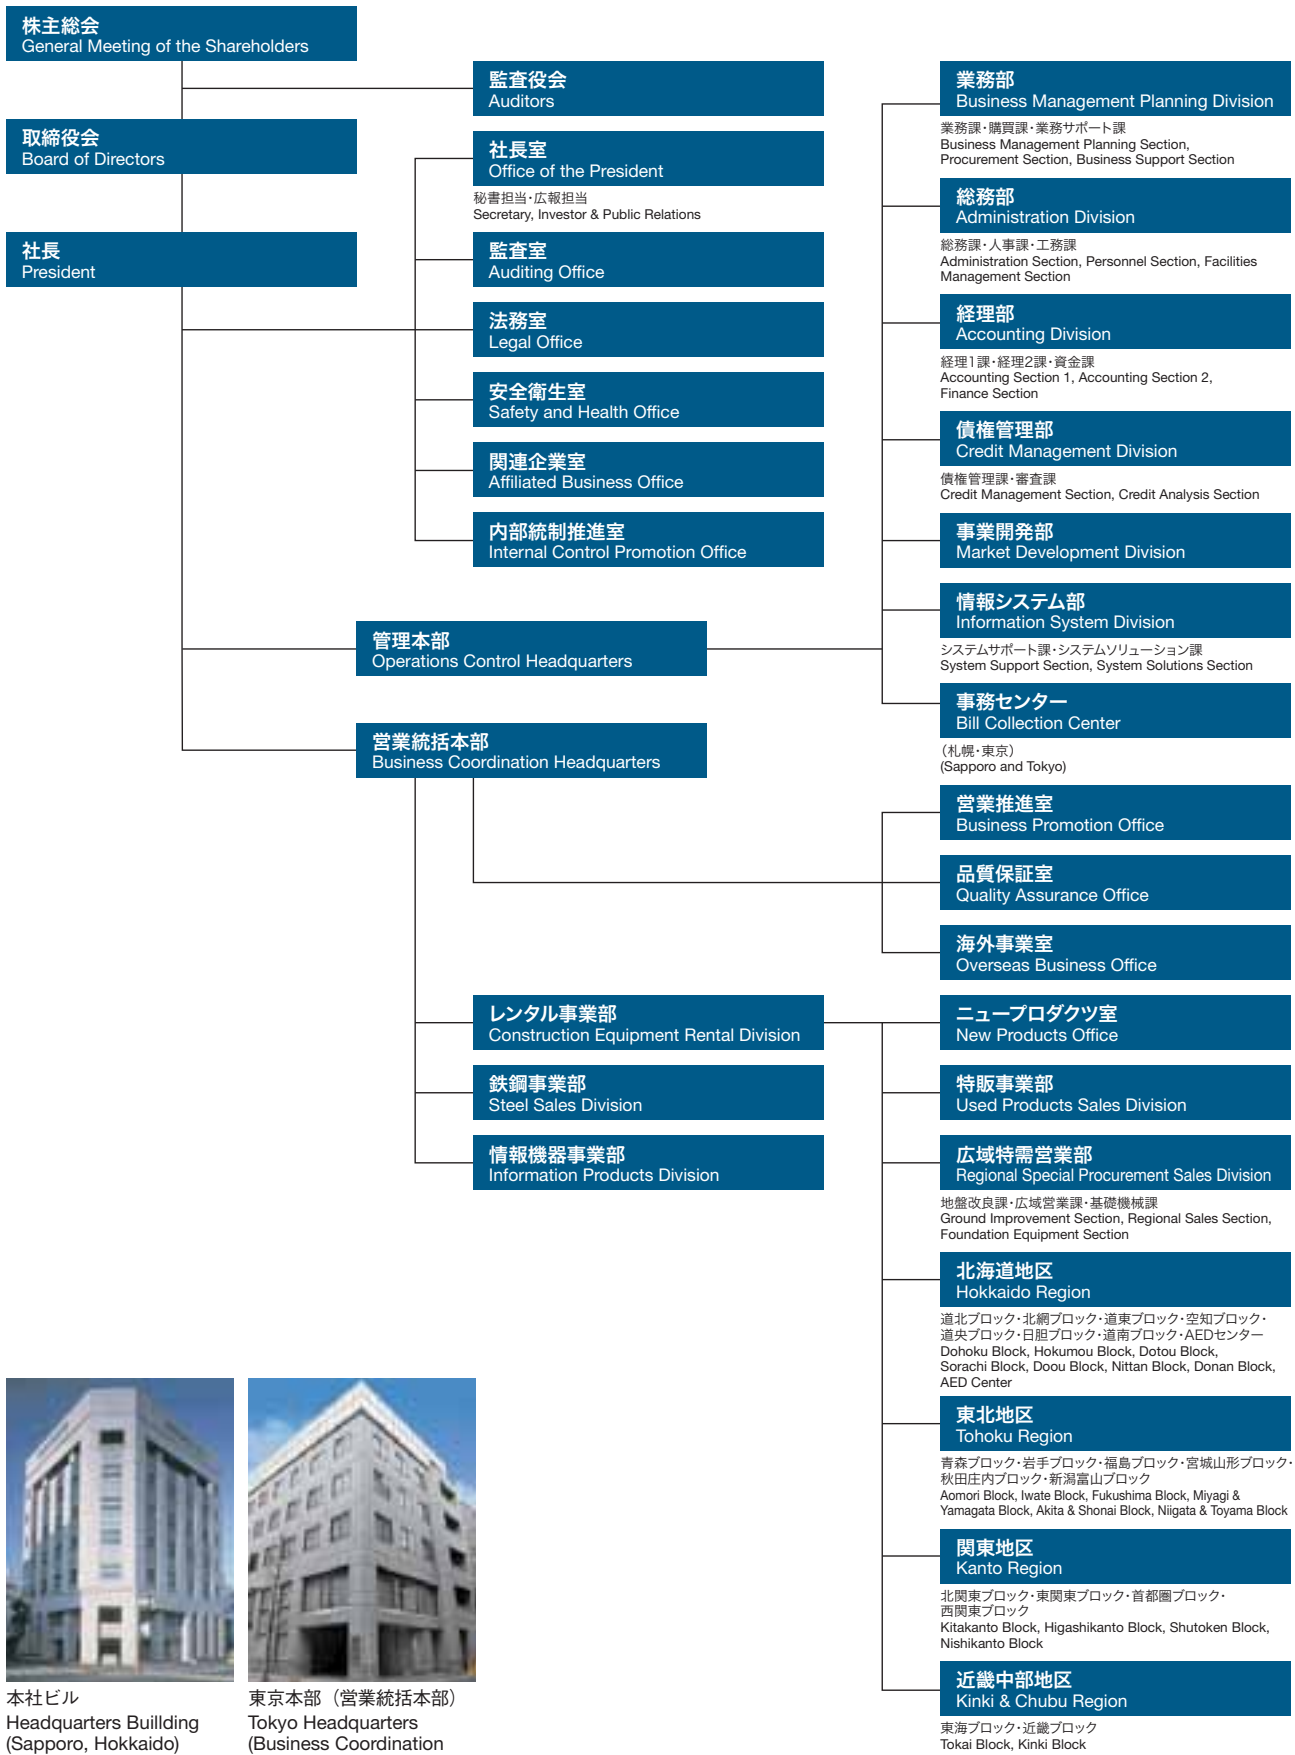 株主総会
General Meeting of the Shareholders
取締役会
Board of Directors
社長
President
監査役会
Auditors
社長室
Office of the President
秘書担当・広報担当
Secretary, Investor & Public Relations
監査室
Auditing Office
法務室
Legal Office
安全衛生室
Safety and Health Office
関連企業室
Affiliated Business Office
内部統制推進室
Internal Control Promotion Office
管理本部
Operations Control Headquarters
営業統括本部
Business Coordination Headquarters
業務部
Business Management Planning Division
業務課・購買課・業務サポート課
Business Management Planning Section,
Procurement Section, Business Support Section
総務部
Administration Division
総務課・人事課・工務課
Administration Section, Personnel Section, Facilities
Management Section
経理部
Accounting Division
経理1課・経理2課・資金課
Accounting Section 1, Accounting Section 2,
Finance Section
債権管理部
Credit Management Division
債権管理課・審査課
Credit Management Section, Credit Analysis Section
事業開発部
Market Development Division
情報システム部
Information System Division
システムサポート課・システムソリューション課
System Support Section, System Solutions Section
事務センター
Bill Collection Center
（札幌・東京）
(Sapporo and Tokyo)
営業推進室
Business Promotion Office
品質保証室
Quality Assurance Office
海外事業室
Overseas Business Office
レンタル事業部
Construction Equipment Rental Division
鉄鋼事業部
Steel Sales Division
情報機器事業部
Information Products Division
ニュープロダクツ室
New Products Office
特販事業部
Used Products Sales Division
広域特需営業部
Regional Special Procurement Sales Division
地盤改良課・広域営業課・基礎機械課
Ground Improvement Section, Regional Sales Section,
Foundation Equipment Section
北海道地区
Hokkaido Region
道北ブロック・北網ブロック・道東ブロック・空知ブロック・
道央ブロック・日胆ブロック・道南ブロック・AEDセンター
Dohoku Block, Hokumou Block, Dotou Block,
Sorachi Block, Doou Block, Nittan Block, Donan Block,
AED Center
東北地区
Tohoku Region
青森ブロック・岩手ブロック・福島ブロック・宮城山形ブロック・
秋田庄内ブロック・新潟富山ブロック
Aomori Block, Iwate Block, Fukushima Block, Miyagi &
Yamagata Block, Akita & Shonai Block, Niigata & Toyama Block
関東地区
Kanto Region
北関東ブロック・東関東ブロック・首都圏ブロック・
西関東ブロック
Kitakanto Block, Higashikanto Block, Shutoken Block,
Nishikanto Block
近畿中部地区
Kinki & Chubu Region
東海ブロック・近畿ブロック
Tokai Block, Kinki Block
本社ビル
Headquarters Buillding
(Sapporo, Hokkaido)
東京本部（営業統括本部）
Tokyo Headquarters
(Business Coordination